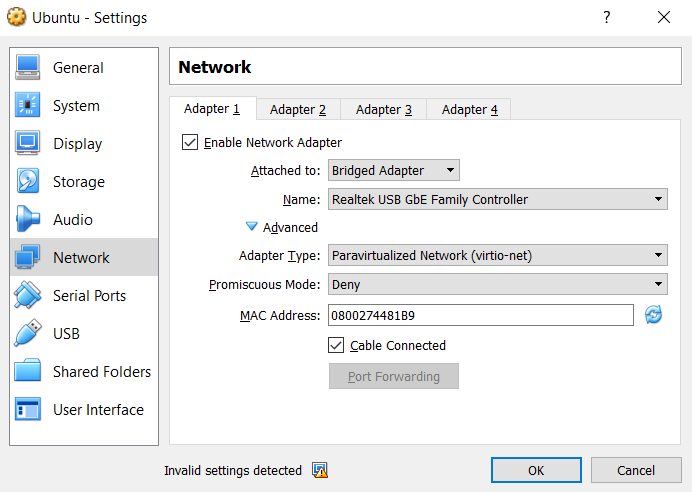 Ubuntu - Settings
?
General
System
Display
Storage
Audio
Network
Serial Ports
USB
Shared Folders
User Interface
Network
Adapter 1 Adapter 2 Adapter 3 Adapter 4
Enable Network Adapter
Attached to: Bridged Adapter
Name: Realtek USB GbE Family Controller
Advanced
Adapter Type: Paravirtualized Network (virtio-net)
Promiscuous Mode: Deny
MAC Address: 0800274481B9
Cable Connected
Port Forwarding
Invalid settings detected
OK Cancel